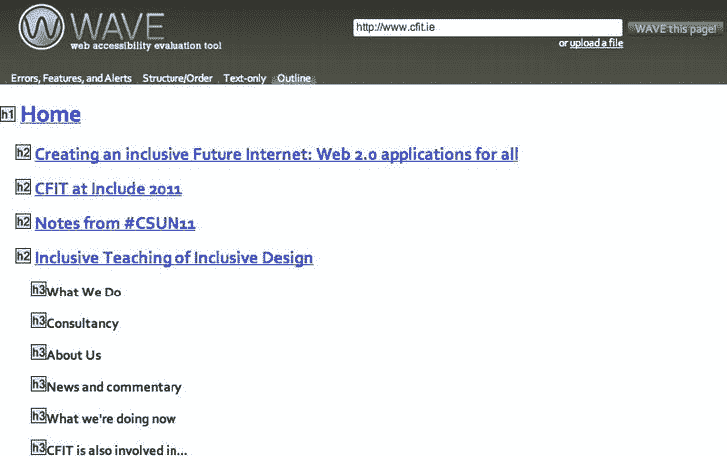 WAVE
web accessibility evaluation tool
http://www.cfit.ie
WAVE this page!
or upload a file
Errors, Features, and Alerts Structure/Order Text-only Outline
h1 Home
h2 Creating an inclusive Future Internet: Web 2.0 applications for all
h2 CFIT at Include 2011
h2 Notes from #CSUN11
h2 Inclusive Teaching of Inclusive Design
h3 What We Do
h3 Consultancy
h3 About Us
h3 News and commentary
h3 What we're doing now
h3 CFIT is also involved in...